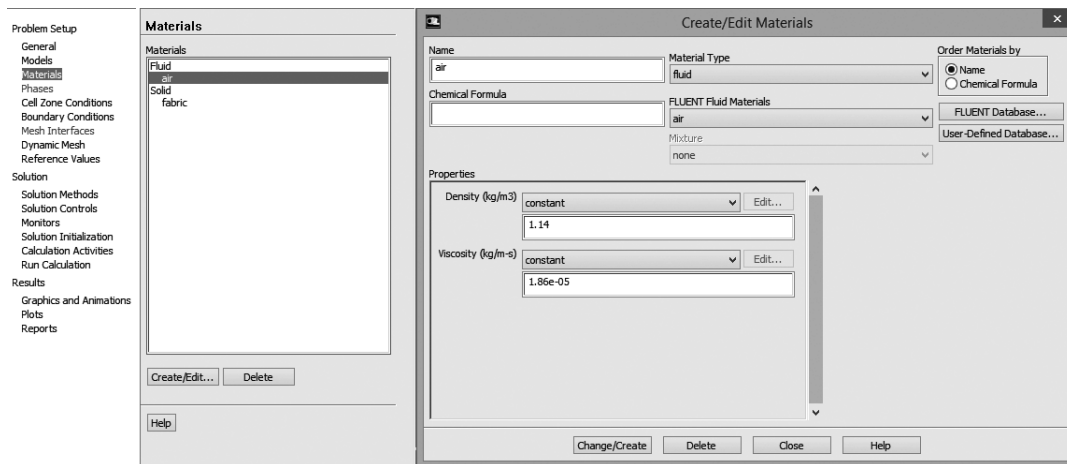 Problem Setup
General
Models
Materials
Phases
Cell Zone Conditions
Boundary Conditions
Mesh Interfaces
Dynamic Mesh
Reference Values
Solution
Solution Methods
Solution Controls
Monitors
Solution Initialization
Calculation Activities
Run Calculation
Results
Graphics and Animations
Plots
Reports
Materials
Materials
Fluid
air
Solid
fabric
Create/Edit...
Delete
Help
Create/Edit Materials
Name
air
Chemical Formula
Material Type
fluid
FLUENT Fluid Materials
air
Mixture
none
Order Materials by
Name
Chemical Formula
FLUENT Database...
User-Defined Database...
Properties
Density (kg/m3)
constant
Edit...
1.14
Viscosity (kg/m-s)
constant
Edit...
1.86e-05
Change/Create
Delete
Close
Help